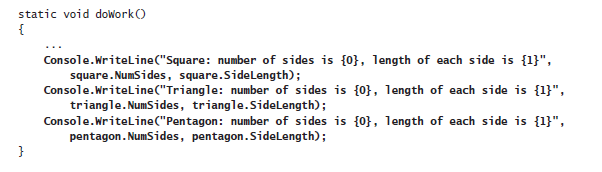 static void doWork()
{
    ...
    Console.WriteLine("Square: number of sides is {0}, length of each side is {1}",
        square.NumSides, square.SideLength);
    Console.WriteLine("Triangle: number of sides is {0}, length of each side is {1}",
        triangle.NumSides, triangle.SideLength);
    Console.WriteLine("Pentagon: number of sides is {0}, length of each side is {1}",
        pentagon.NumSides, pentagon.SideLength);
}